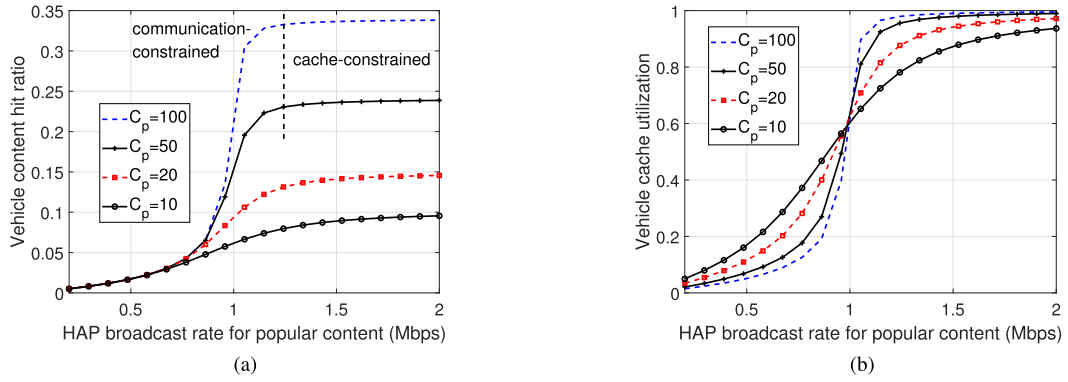 0.35
0.3
0.25
0.2
0.15
0.1
0.05
0
0.5
1
1.5
2
Vehicle content hit ratio
HAP broadcast rate for popular content (Mbps)
communication-
constrained
cache-constrained
C_p=100
C_p=50
C_p=20
C_p=10
(a)
1
0.8
0.6
0.4
0.2
0
0.5
1
1.5
2
Vehicle cache utilization
HAP broadcast rate for popular content (Mbps)
C_p=100
C_p=50
C_p=20
C_p=10
(b)